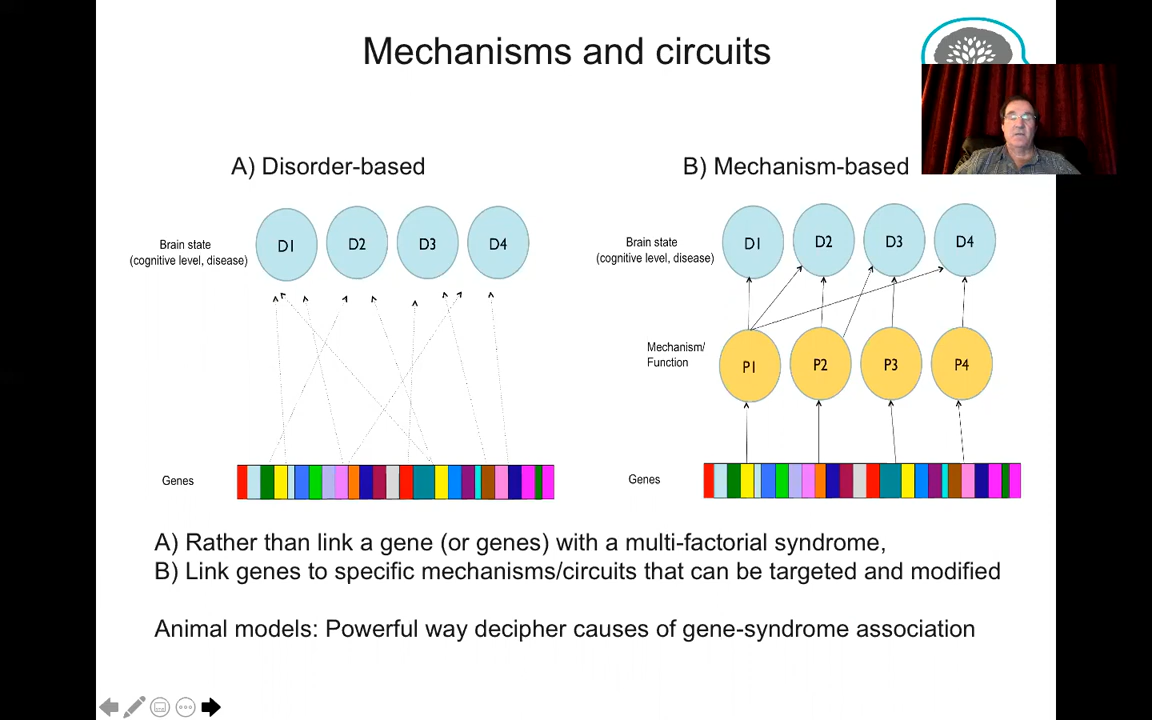 Mechanisms and circuits
A) Disorder-based
Brain state
(cognitive level, disease)
D1 D2 D3 D4
Genes
B) Mechanism-based
Brain state
(cognitive level, disease)
D1 D2 D3 D4
Mechanism/
Function
P1 P2 P3 P4
Genes
A) Rather than link a gene (or genes) with a multi-factorial syndrome,
B) Link genes to specific mechanisms/circuits that can be targeted and modified
Animal models: Powerful way decipher causes of gene-syndrome association